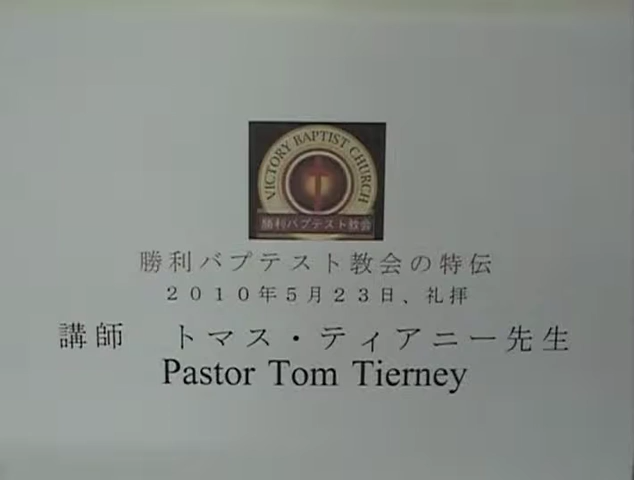 VICTORY BAPTIST CHURCH
勝利バプテスト教会
勝利バプテスト教会の特伝
２０１０年５月２３日、礼拝
講師　トマス・ティアニー先生
Pastor Tom Tierney